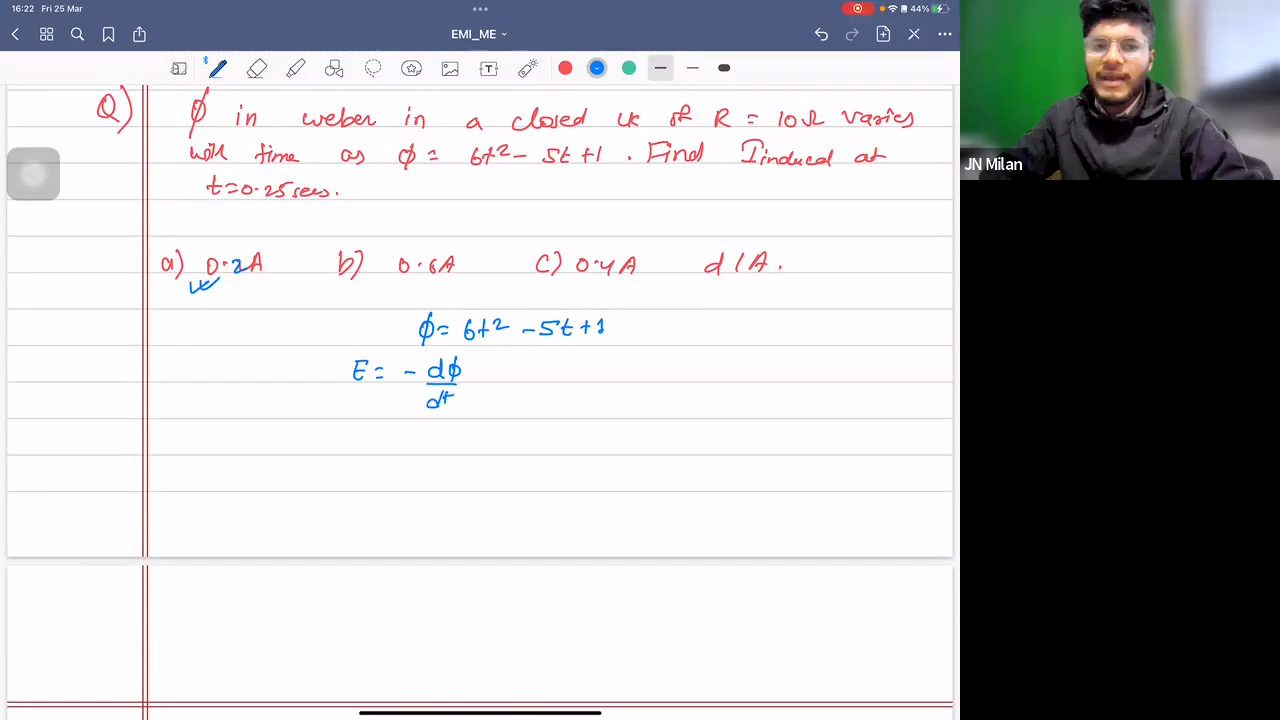 16:22 Fri 25 Mar
44%
EMI_ME
Q) ϕ in weber in a closed ckt of R = 10Ω varies
with time as ϕ = 6t² - 5t + 1 . Find Iinduced at
t = 0.25 secs.
a) 0.2A b) 0.6A c) 0.4A d 1A.
ϕ = 6t² - 5t + 1
E = - dϕ
dt
JN Milan